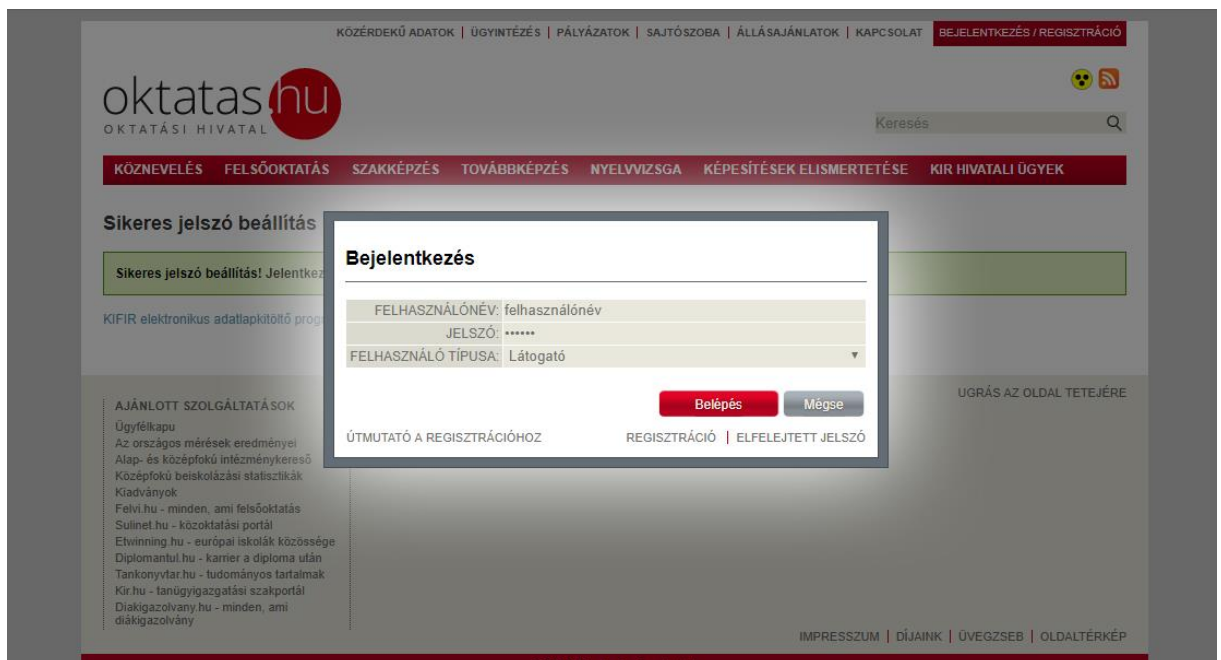 KÖZÉRDEKŰ ADATOK | ÜGYINTÉZÉS | PÁLYÁZATOK | SAJTÓSZOBA | ÁLLÁSAJÁNLATOK | KAPCSOLAT BEJELENTKEZÉS / REGISZTRÁCIÓ
oktatas.hu
OKTATÁSI HIVATAL
Keresés
KÖZNEVELÉS FELSŐOKTATÁS SZAKKÉPZÉS TOVÁBBKÉPZÉS NYELVVIZSGA KÉPESÍTÉSEK ELISMERTETÉSE KIR HIVATALI ÜGYEK
Sikeres jelszó beállítás
Sikeres jelszó beállítás! Jelentkez
KIFIR elektronikus adatlapkitöltő prog
Bejelentkezés
FELHASZNÁLÓNÉV: felhasználónév
JELSZÓ: ••••••
FELHASZNÁLÓ TÍPUSA: Látogató
Belépés Mégse
ÚTMUTATÓ A REGISZTRÁCIÓHOZ REGISZTRÁCIÓ | ELFELEJTETT JELSZÓ
UGRÁS AZ OLDAL TETEJÉRE
AJÁNLOTT SZOLGÁLTATÁSOK
Ügyfélkapu
Az országos mérések eredményei
Alap- és középfokú intézménykereső
Középfokú beiskolázási statisztikák
Kiadványok
Felvi.hu - minden, ami felsőoktatás
Sulinet.hu - közoktatási portál
Etwinning.hu - európai iskolák közössége
Diplomantul.hu - karrier a diploma után
Tankonyvtar.hu - tudományos tartalmak
Kir.hu - tanügyigazgatási szakportál
Diakigazolvany.hu - minden, ami
diákigazolvány
IMPRESSZUM | DÍJAINK | ÜVEGZSEB | OLDALTÉRKÉP